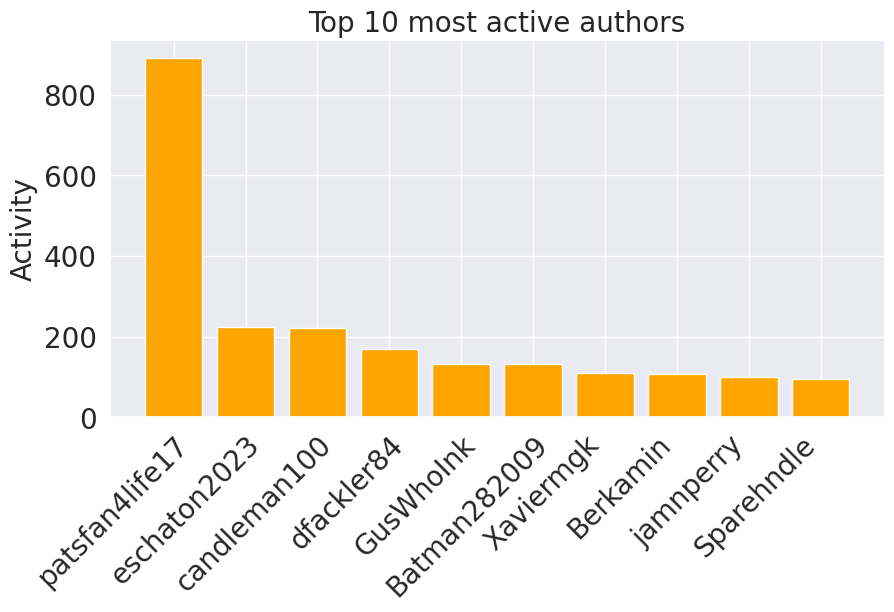 Top 10 most active authors
Activity
800
600
400
200
0
patsfan4life17
eschaton2023
candleman100
dfackler84
GusWhoInk
Batman282009
Xaviermgk
Berkamin
jamnperry
Sparehndle